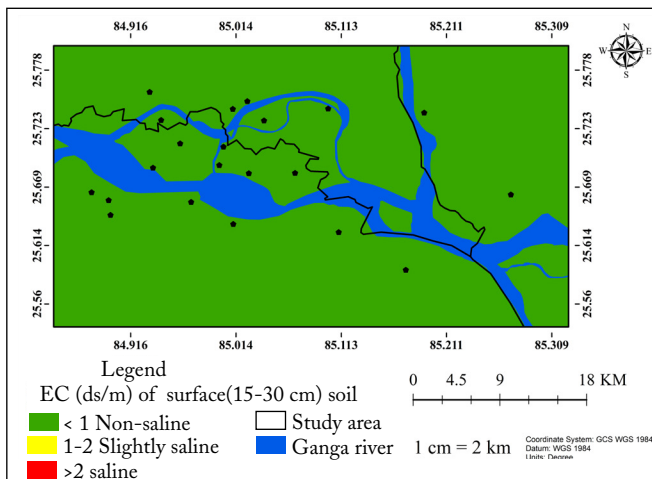 84.916 85.014 85.113 85.211 85.309
N
W E
S
25.778 25.778
25.723 25.723
25.669 25.669
25.614 25.614
25.56 25.56
84.916 85.014 85.113 85.211 85.309
Legend
EC (ds/m) of surface(15-30 cm) soil
< 1 Non-saline
1-2 Slightly saline
>2 saline
Study area
Ganga river
0 4.5 9 18 KM
1 cm = 2 km
Coordinate System: GCS WGS 1984
Datum: WGS 1984
Units: Degree